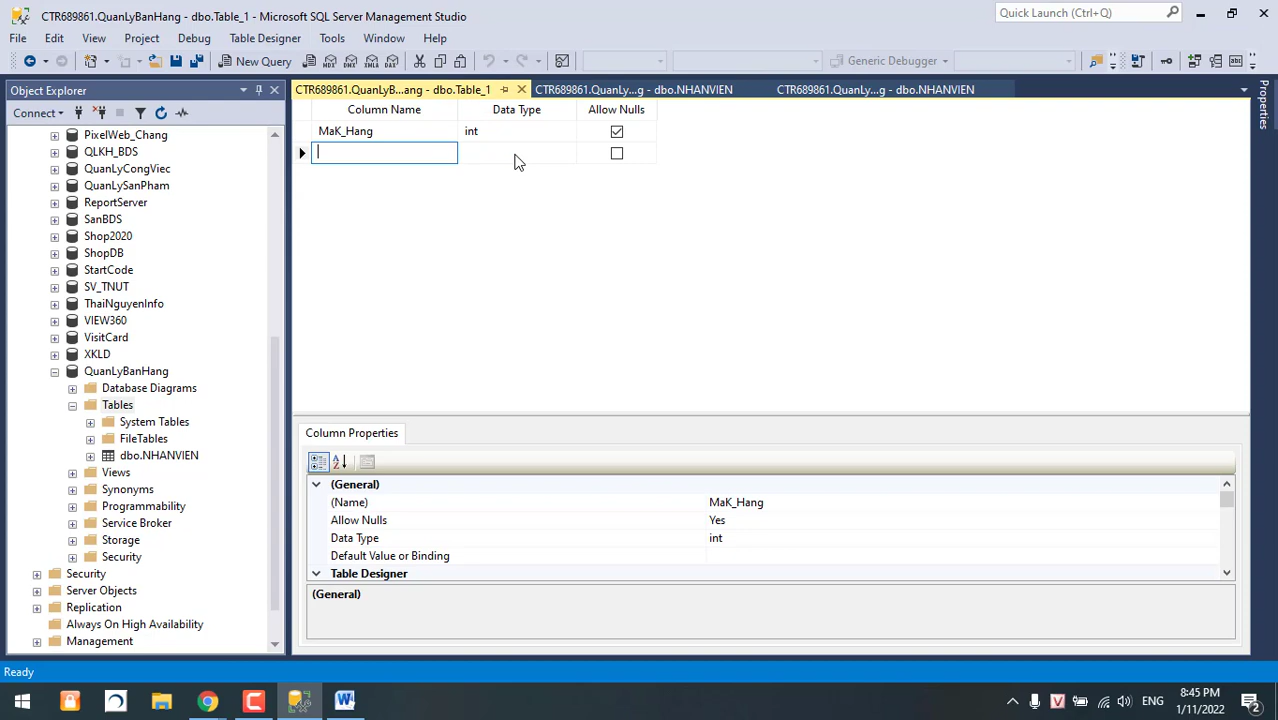 CTR689861.QuanLyBanHang - dbo.Table_1 - Microsoft SQL Server Management Studio
Quick Launch (Ctrl+Q)
File Edit View Project Debug Table Designer Tools Window Help
New Query
MDX DMX XMLA DAX
Generic Debugger
Object Explorer
CTR689861.QuanLyB...ang - dbo.Table_1
CTR689861.QuanLy...g - dbo.NHANVIEN
CTR689861.QuanLy...g - dbo.NHANVIEN
Properties
Connect
Column Name Data Type Allow Nulls
MaK_Hang int
PixelWeb_Chang
QLKH_BDS
QuanLyCongViec
QuanLySanPham
ReportServer
SanBDS
Shop2020
ShopDB
StartCode
SV_TNUT
ThaiNguyenInfo
VIEW360
VisitCard
XKLD
QuanLyBanHang
Database Diagrams
Tables
System Tables
FileTables
dbo.NHANVIEN
Views
Synonyms
Programmability
Service Broker
Storage
Security
Security
Server Objects
Replication
Always On High Availability
Management
Column Properties
(General)
(Name) MaK_Hang
Allow Nulls Yes
Data Type int
Default Value or Binding
Table Designer
(General)
Ready
ENG
8:45 PM
1/11/2022
2